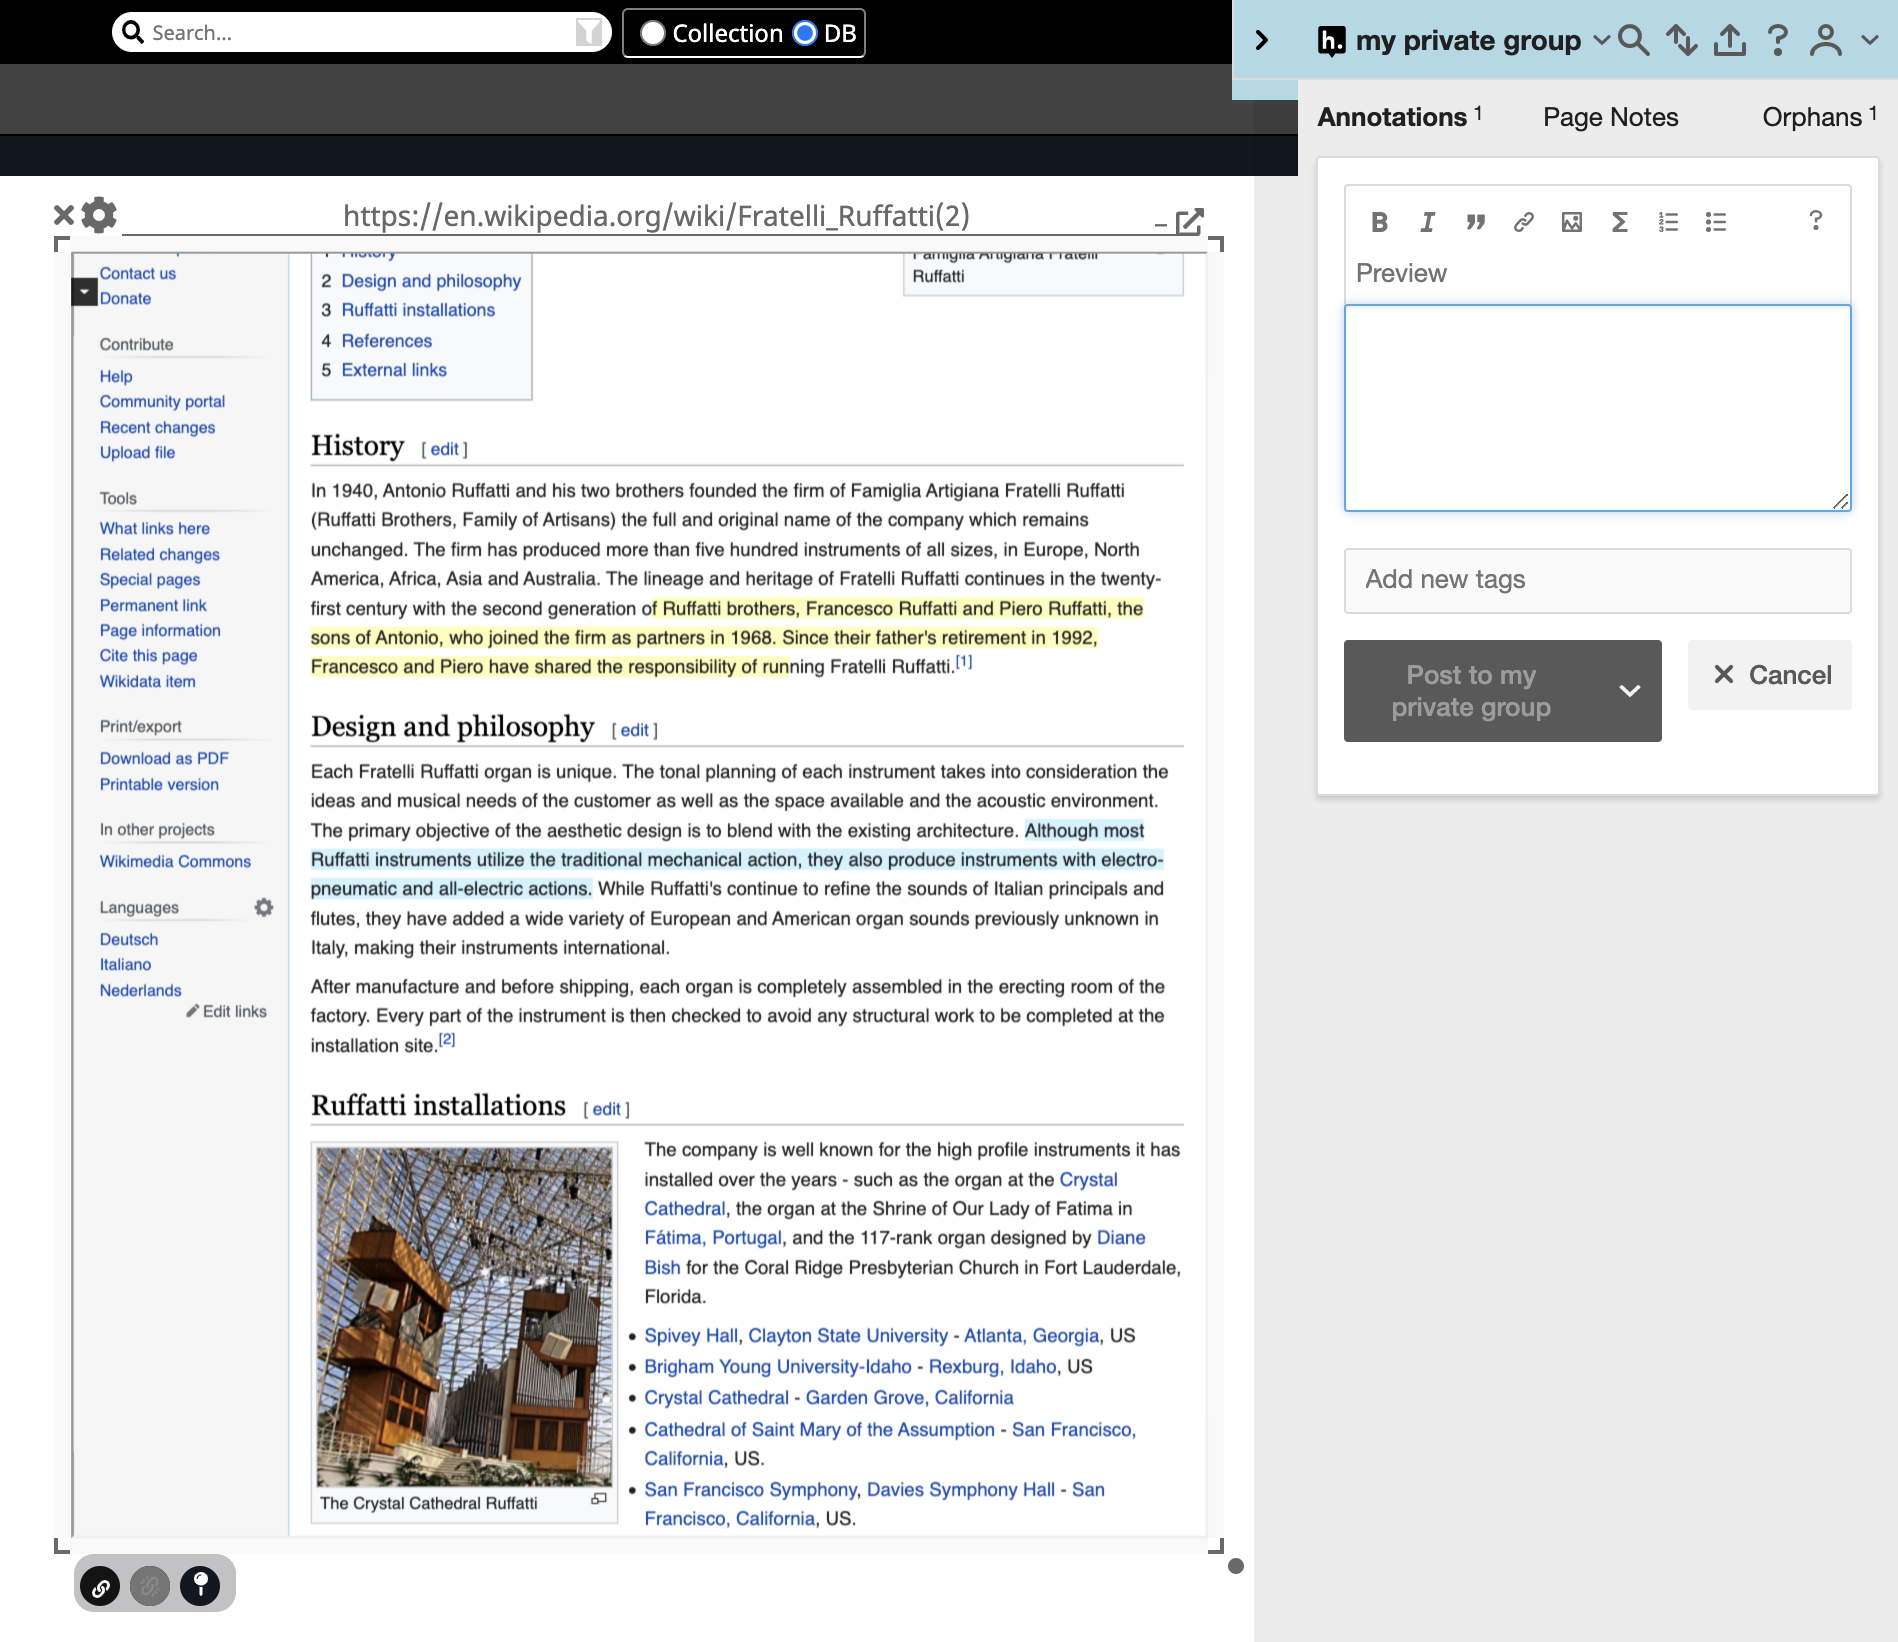 Search...
Collection DB
h. my private group
?
Annotations 1 Page Notes Orphans 1
https://en.wikipedia.org/wiki/Fratelli_Ruffatti(2)
Contact us
Donate
Contribute
Help
Community portal
Recent changes
Upload file
Tools
What links here
Related changes
Special pages
Permanent link
Page information
Cite this page
Wikidata item
Print/export
Download as PDF
Printable version
In other projects
Wikimedia Commons
Languages
Deutsch
Italiano
Nederlands
Edit links
1 History
2 Design and philosophy
3 Ruffatti installations
4 References
5 External links
Famiglia Artigiana Fratelli
Ruffatti
History [ edit ]
In 1940, Antonio Ruffatti and his two brothers founded the firm of Famiglia Artigiana Fratelli Ruffatti
(Ruffatti Brothers, Family of Artisans) the full and original name of the company which remains
unchanged. The firm has produced more than five hundred instruments of all sizes, in Europe, North
America, Africa, Asia and Australia. The lineage and heritage of Fratelli Ruffatti continues in the twenty-
first century with the second generation of Ruffatti brothers, Francesco Ruffatti and Piero Ruffatti, the
sons of Antonio, who joined the firm as partners in 1968. Since their father's retirement in 1992,
Francesco and Piero have shared the responsibility of running Fratelli Ruffatti.[1]
Design and philosophy [ edit ]
Each Fratelli Ruffatti organ is unique. The tonal planning of each instrument takes into consideration the
ideas and musical needs of the customer as well as the space available and the acoustic environment.
The primary objective of the aesthetic design is to blend with the existing architecture. Although most
Ruffatti instruments utilize the traditional mechanical action, they also produce instruments with electro-
pneumatic and all-electric actions. While Ruffatti's continue to refine the sounds of Italian principals and
flutes, they have added a wide variety of European and American organ sounds previously unknown in
Italy, making their instruments international.
After manufacture and before shipping, each organ is completely assembled in the erecting room of the
factory. Every part of the instrument is then checked to avoid any structural work to be completed at the
installation site.[2]
Ruffatti installations [ edit ]
The Crystal Cathedral Ruffatti
The company is well known for the high profile instruments it has
installed over the years - such as the organ at the Crystal
Cathedral, the organ at the Shrine of Our Lady of Fatima in
Fátima, Portugal, and the 117-rank organ designed by Diane
Bish for the Coral Ridge Presbyterian Church in Fort Lauderdale,
Florida.
• Spivey Hall, Clayton State University - Atlanta, Georgia, US
• Brigham Young University-Idaho - Rexburg, Idaho, US
• Crystal Cathedral - Garden Grove, California
• Cathedral of Saint Mary of the Assumption - San Francisco,
California, US.
• San Francisco Symphony, Davies Symphony Hall - San
Francisco, California, US.
B I " Σ ?
Preview
Add new tags
Post to my
private group
Cancel